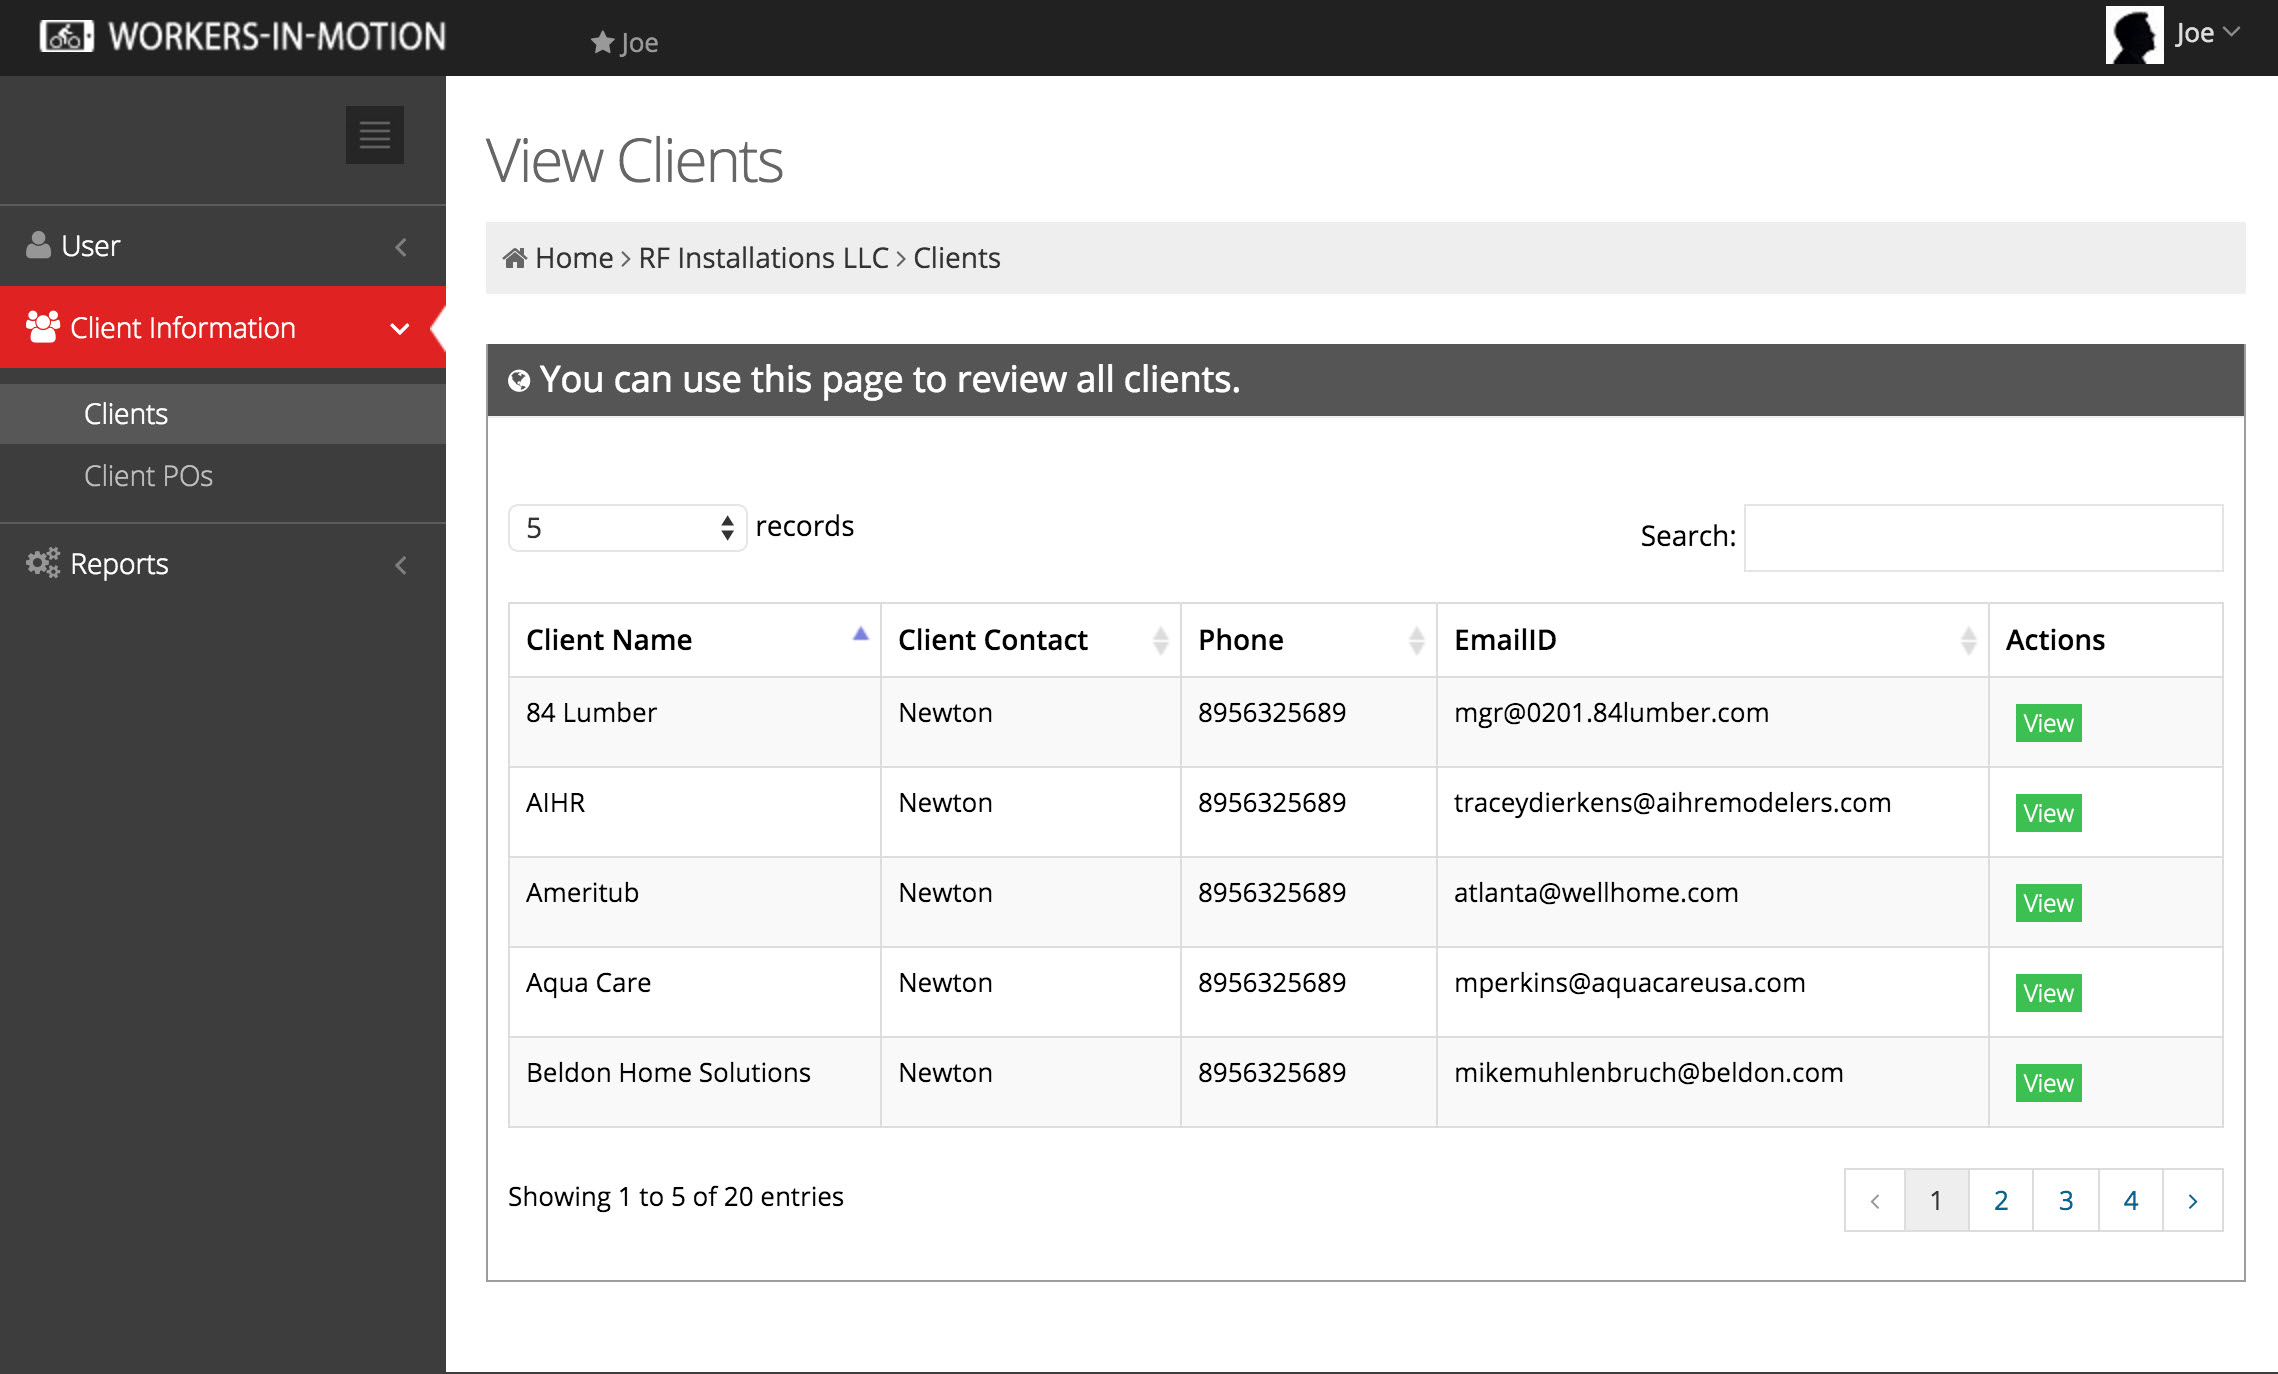 WORKERS-IN-MOTION
Joe
Joe
View Clients
User
Home > RF Installations LLC > Clients
Client Information
You can use this page to review all clients.
Clients
Client POs
5 records
Search:
Reports
Client Name Client Contact Phone EmailID Actions
84 Lumber Newton 8956325689 mgr@0201.84lumber.com View
AIHR Newton 8956325689 traceydierkens@aihremodelers.com View
Ameritub Newton 8956325689 atlanta@wellhome.com View
Aqua Care Newton 8956325689 mperkins@aquacareusa.com View
Beldon Home Solutions Newton 8956325689 mikemuhlenbruch@beldon.com View
Showing 1 to 5 of 20 entries
< 1 2 3 4 >